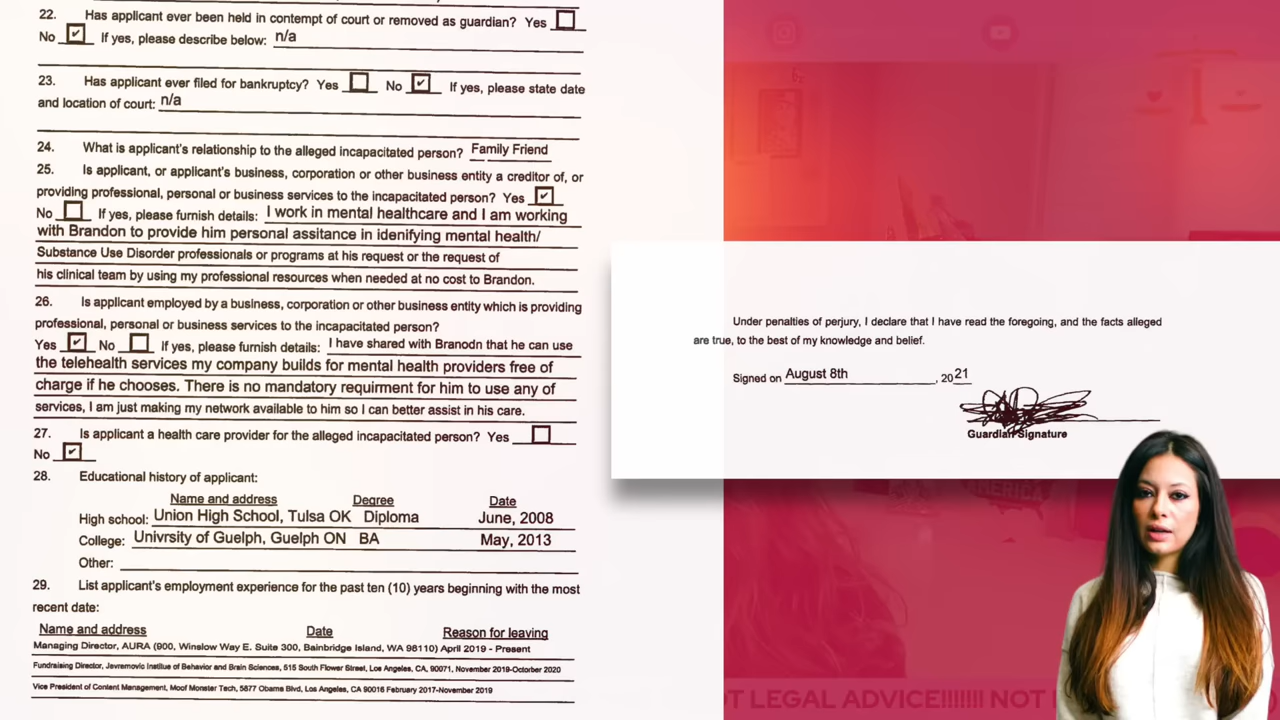 22. Has applicant ever been held in contempt of court or removed as guardian? Yes
No ✔ If yes, please describe below: n/a
23. Has applicant ever filed for bankruptcy? Yes No ✔ If yes, please state date
and location of court: n/a
24. What is applicant's relationship to the alleged incapacitated person? Family Friend
25. Is applicant, or applicant's business, corporation or other business entity a creditor of, or
providing professional, personal or business services to the incapacitated person? Yes ✔
No If yes, please furnish details: I work in mental healthcare and I am working
with Brandon to provide him personal assitance in idenifying mental health/
Substance Use Disorder professionals or programs at his request or the request of
his clinical team by using my professional resources when needed at no cost to Brandon.
26. Is applicant employed by a business, corporation or other business entity which is providing
professional, personal or business services to the incapacitated person?
Yes ✔ No If yes, please furnish details: I have shared with Branodn that he can use
the telehealth services my company builds for mental health providers free of
charge if he chooses. There is no mandatory requirment for him to use any of
services, I am just making my network available to him so I can better assist in his care.
27. Is applicant a health care provider for the alleged incapacitated person? Yes
No ✔
28. Educational history of applicant:
Name and address Degree Date
High school: Union High School, Tulsa OK Diploma June, 2008
College: Univrsity of Guelph, Guelph ON BA May, 2013
Other:
29. List applicant's employment experience for the past ten (10) years beginning with the most
recent date:
Name and address Date Reason for leaving
Managing Director, AURA (900, Winslow Way E. Suite 300, Bainbridge Island, WA 98110) April 2019 - Present
Fundraising Director, Javremovic Institue of Behavior and Brain Sciences, 515 South Flower Street, Los Angeles, CA, 90071, November 2019-Octorber 2020
Vice President of Content Management, Moof Monster Tech, 5877 Obama Blvd, Los Angeles, CA 90016 February 2017-November 2019
Under penalties of perjury, I declare that I have read the foregoing, and the facts alleged
are true, to the best of my knowledge and belief.
Signed on August 8th, 2021
Guardian Signature
AMERICA
T LEGAL ADVICE!!!!!!! NOT